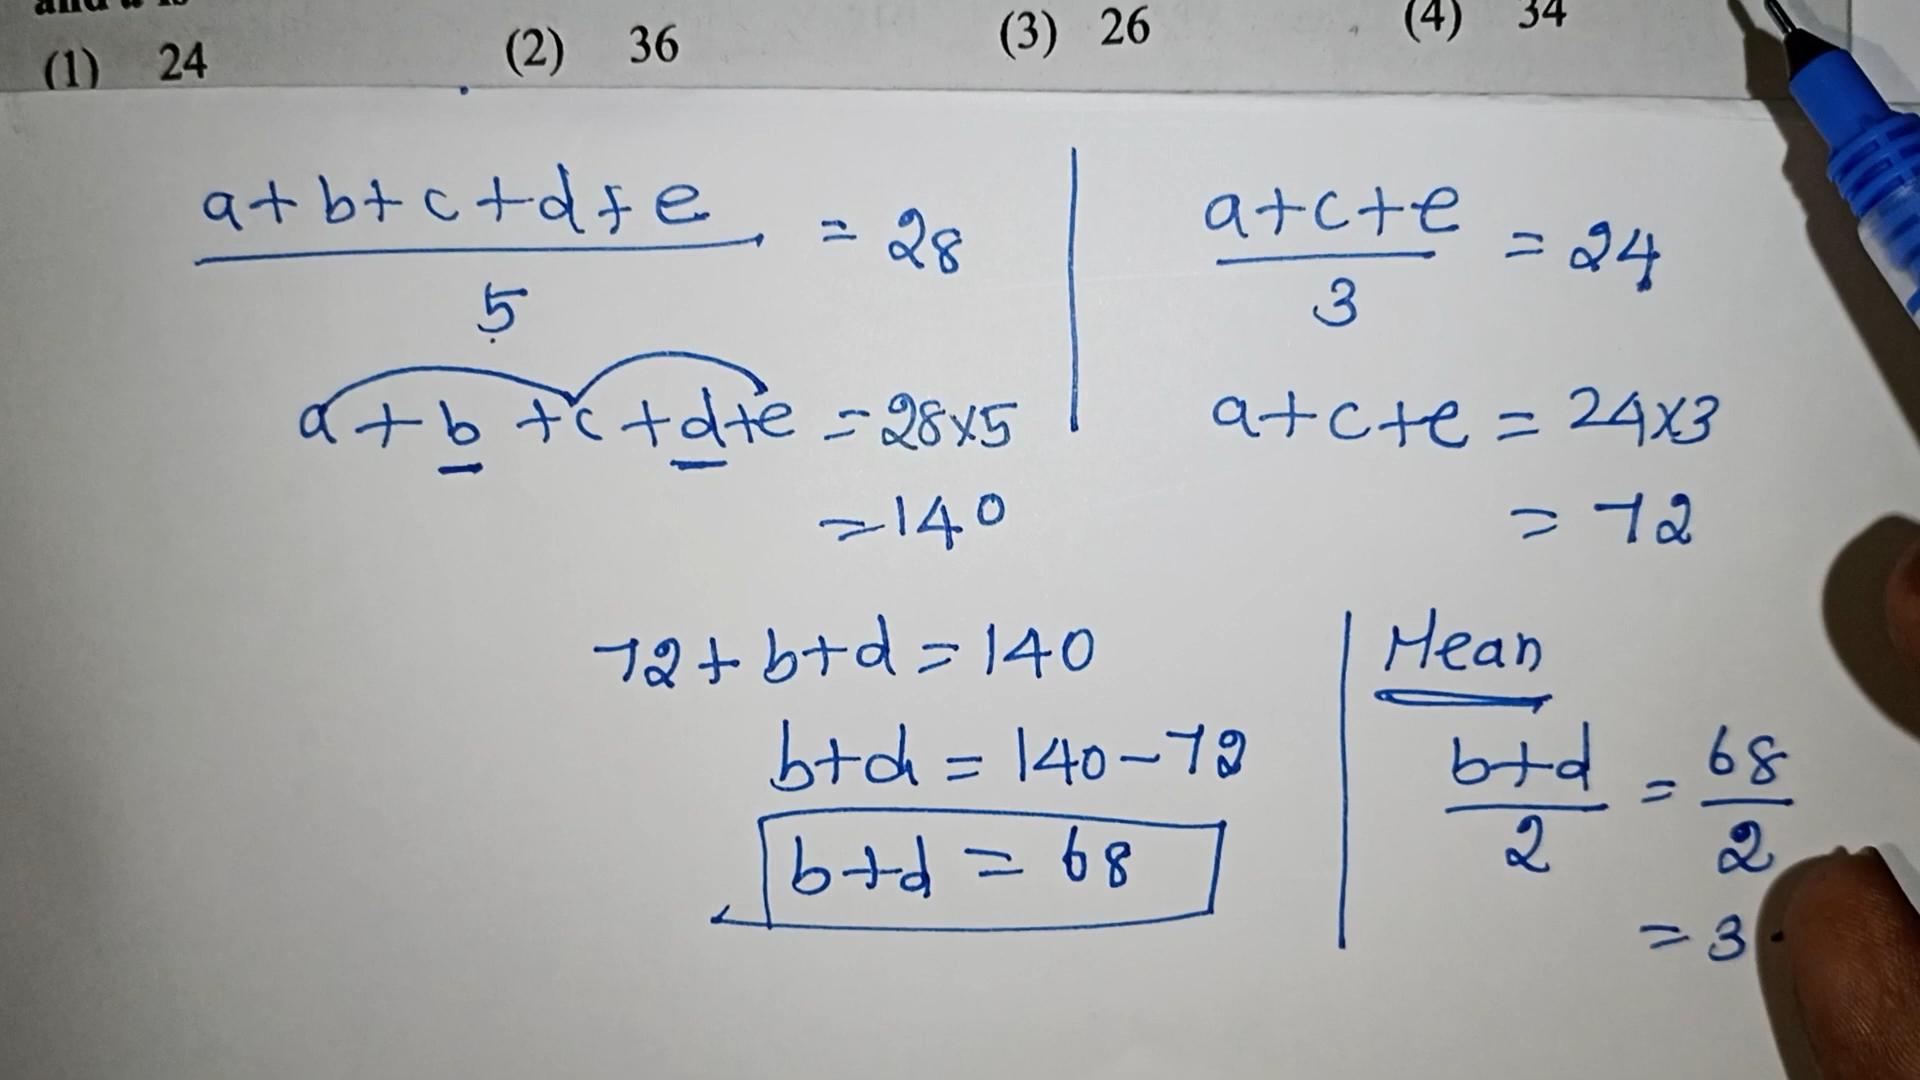 (1) 24 (2) 36 (3) 26 (4) 34
a+b+c+d+e
5
= 28
a+c+e
3
= 24
a+b+c+d+e = 28×5
= 140
a+c+e = 24×3
= 72
72+b+d = 140
b+d = 140-72
b+d = 68
Mean
b+d
2
=
68
2
= 3